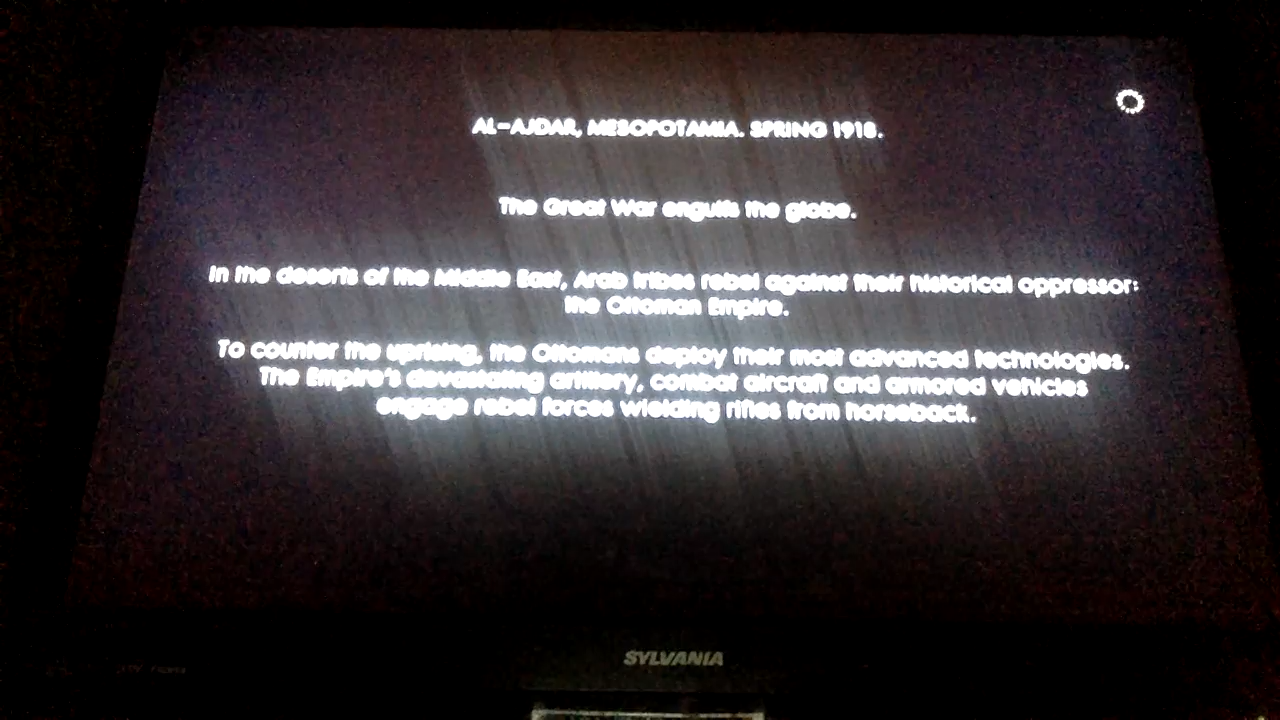 AL-AJDAR, MESOPOTAMIA. SPRING 1918.
The Great War engulfs the globe.
In the deserts of the Middle East, Arab tribes rebel against their historical oppressor:
the Ottoman Empire.
To counter the uprising, the Ottomans deploy their most advanced technologies.
The Empire's devastating artillery, combat aircraft and armored vehicles
engage rebel forces wielding rifles from horseback.
SYLVANIA